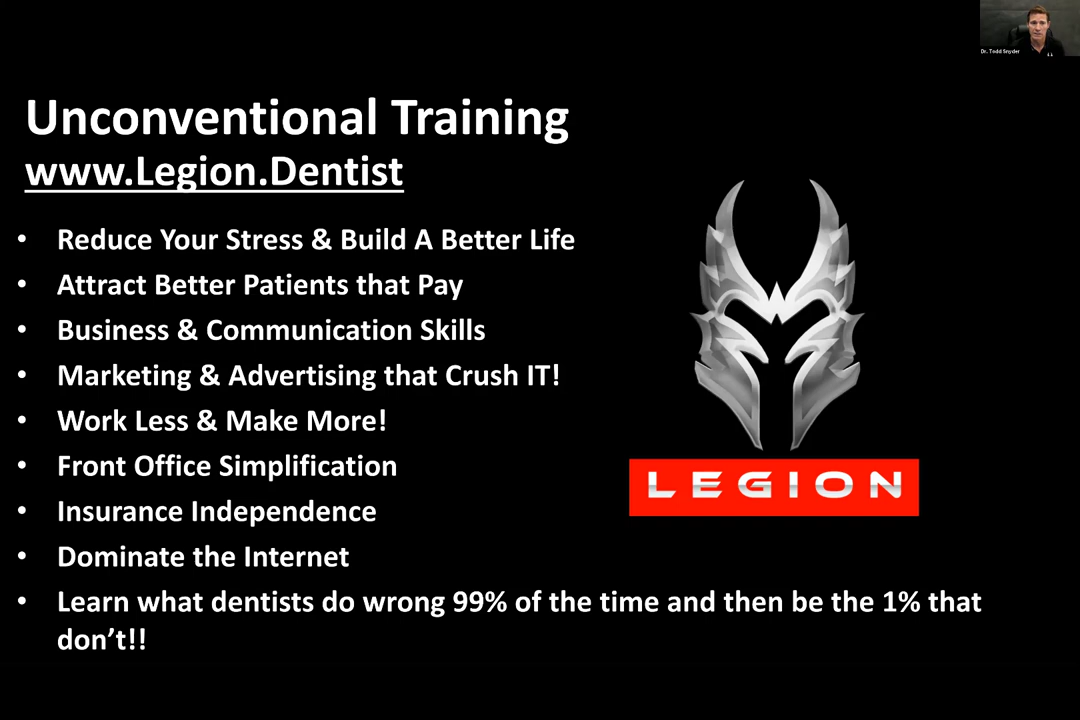 Dr. Todd Snyder
Unconventional Training
www.Legion.Dentist
• Reduce Your Stress & Build A Better Life
• Attract Better Patients that Pay
• Business & Communication Skills
• Marketing & Advertising that Crush IT!
• Work Less & Make More!
• Front Office Simplification
• Insurance Independence
• Dominate the Internet
• Learn what dentists do wrong 99% of the time and then be the 1% that
don’t!!
LEGION